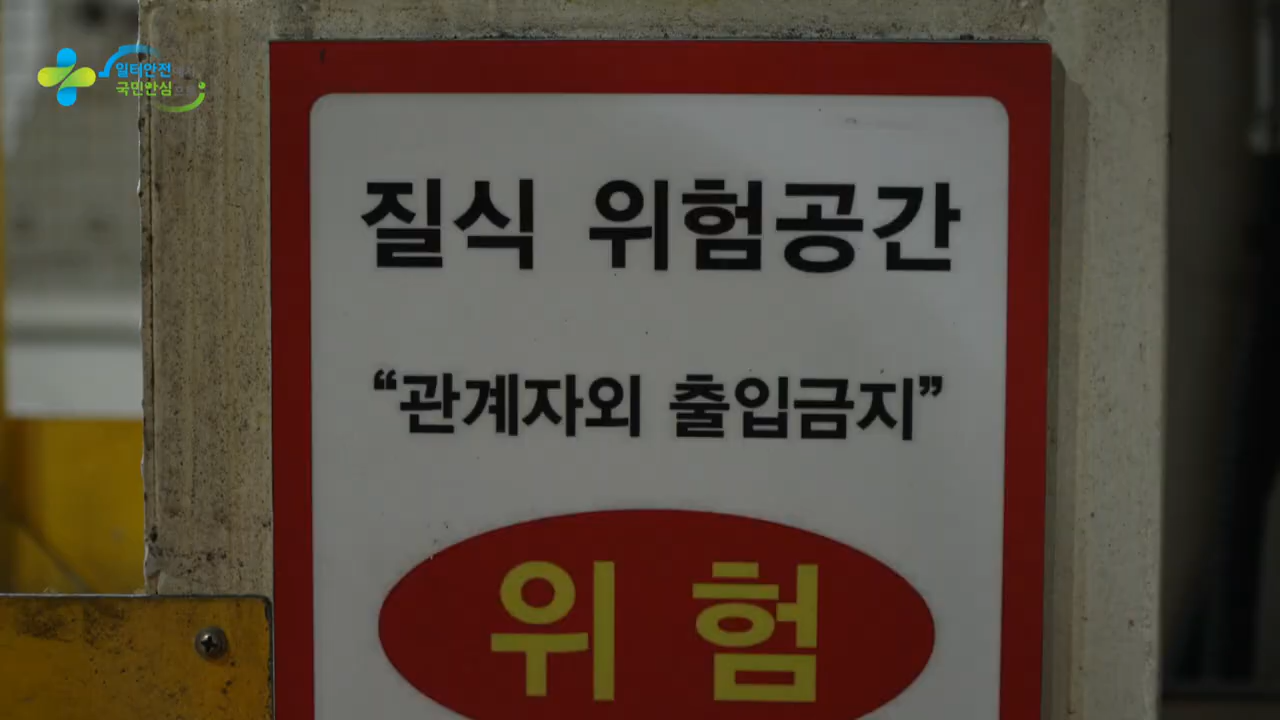 일터안전
국민안심
질식 위험공간
“관계자외 출입금지”
위험